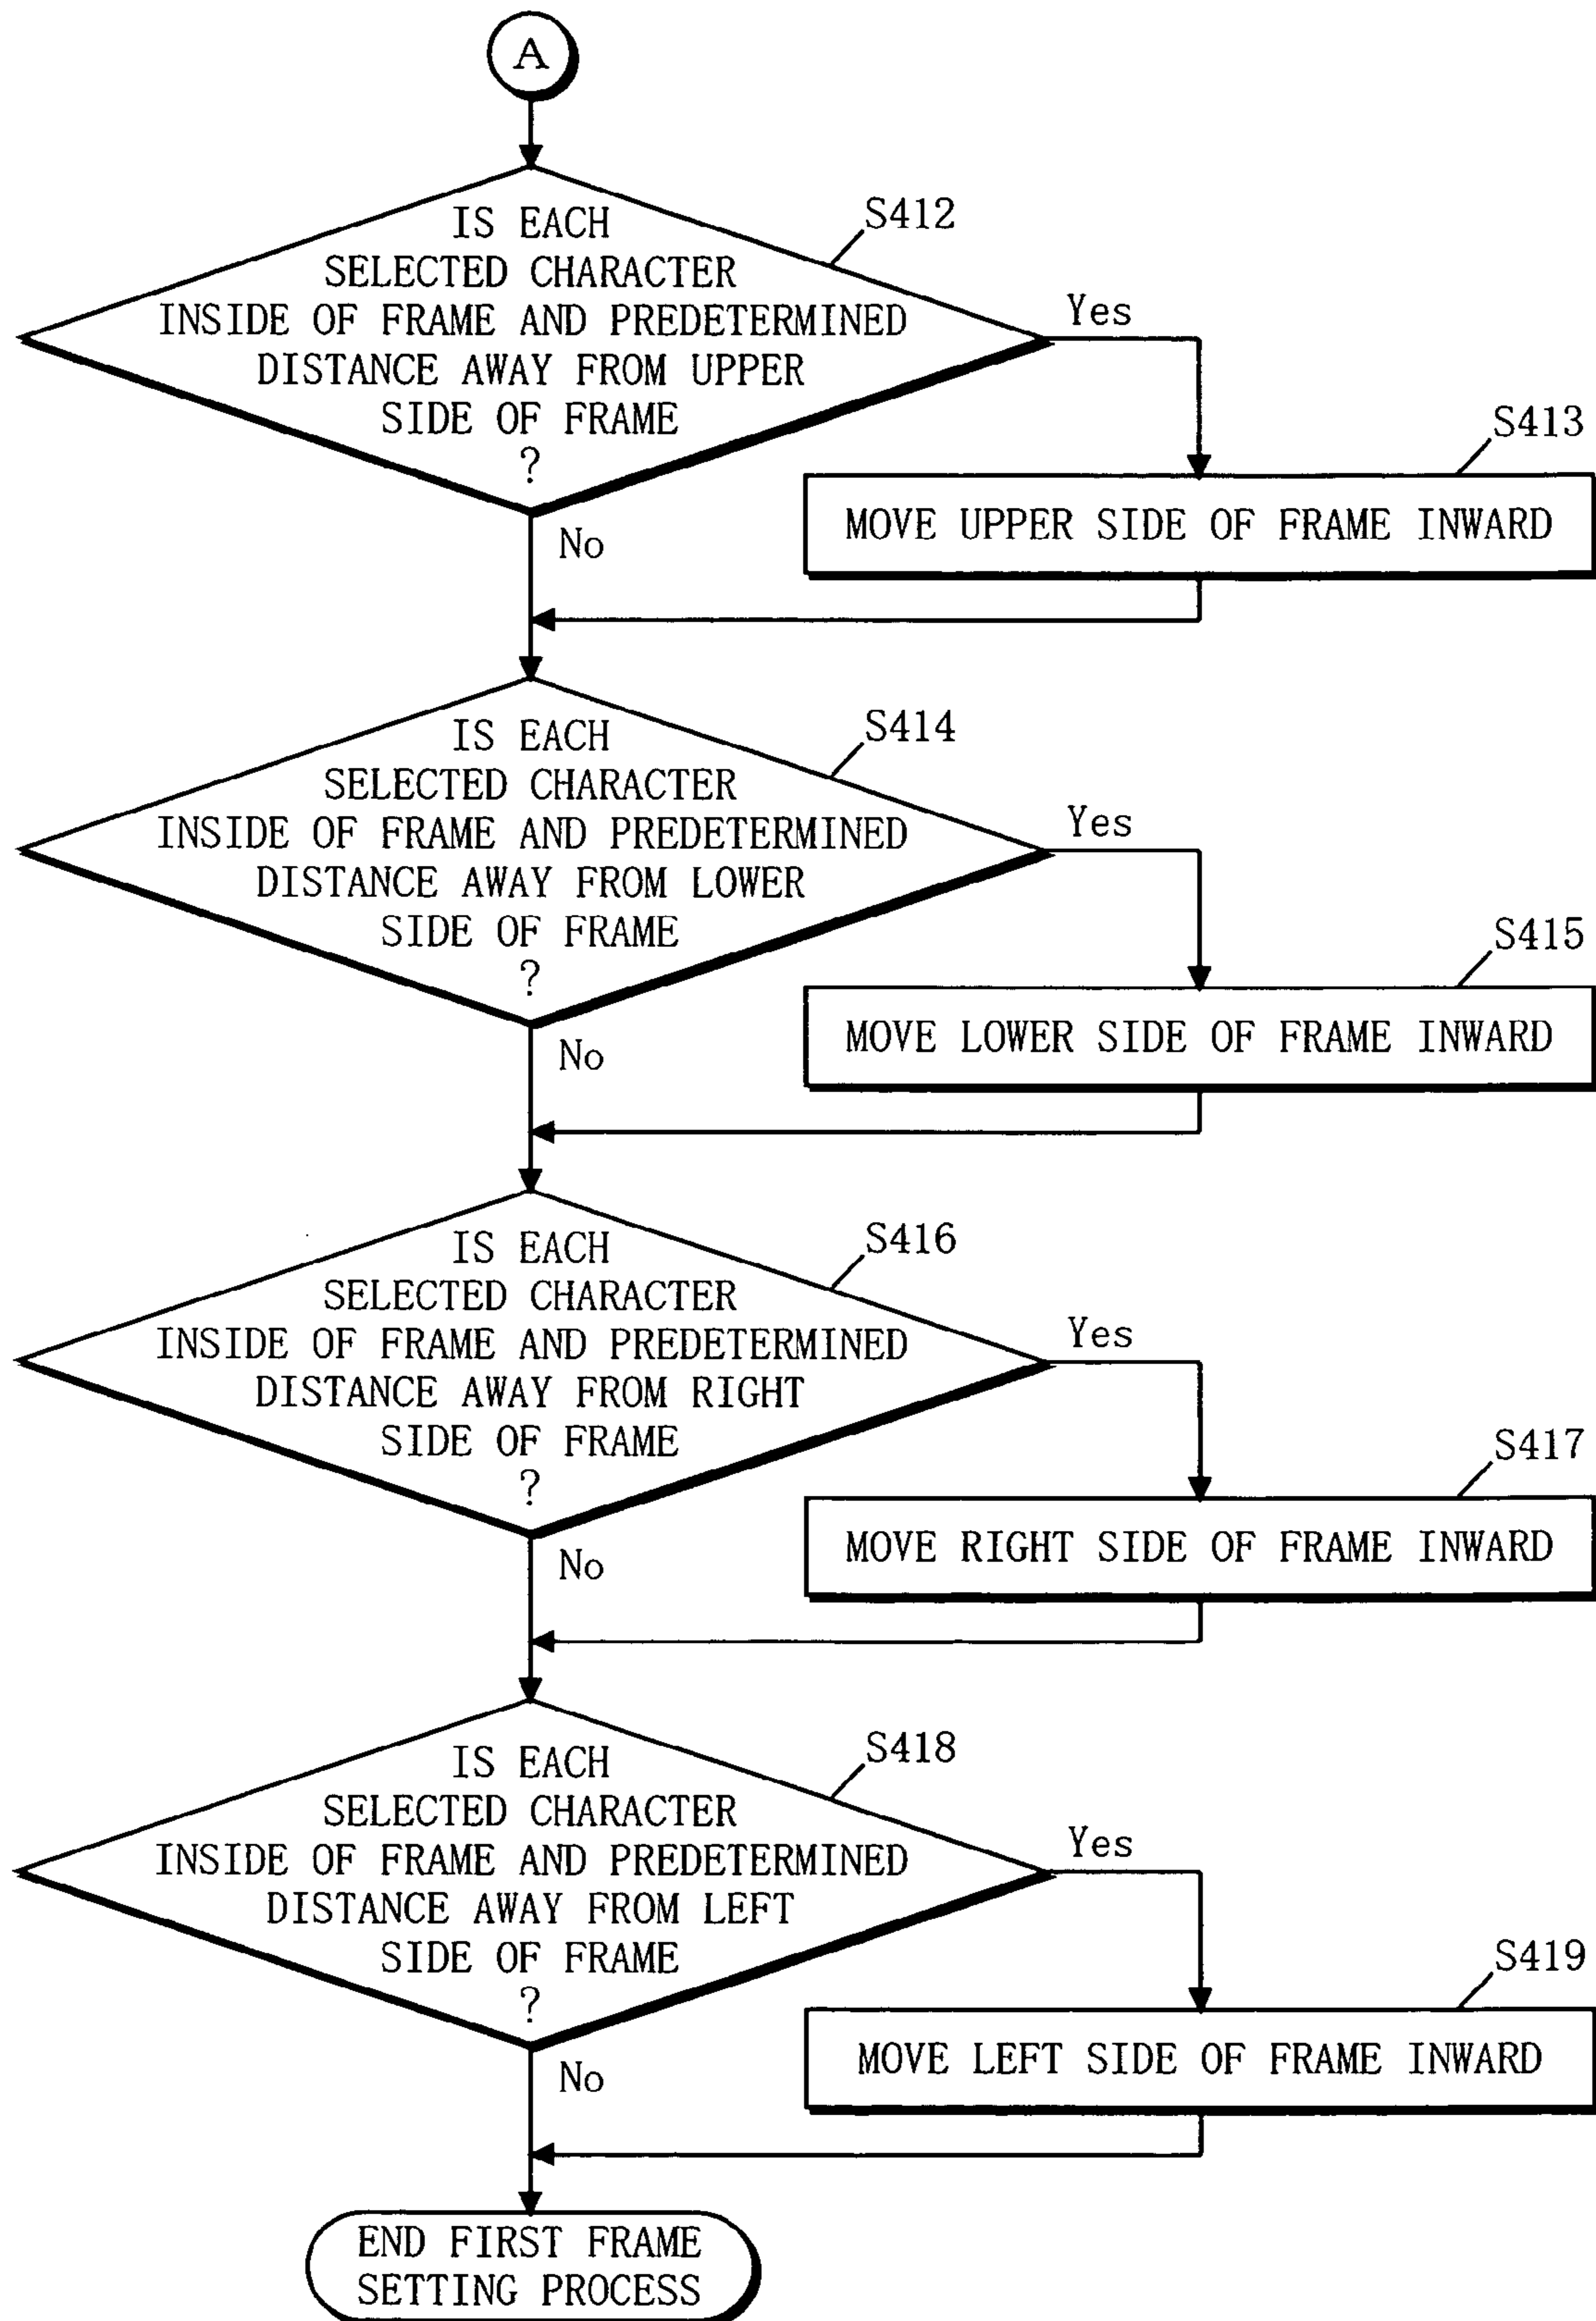 A
IS EACH
SELECTED CHARACTER
INSIDE OF FRAME AND PREDETERMINED
DISTANCE AWAY FROM UPPER
SIDE OF FRAME
?
S412
Yes
No
S413
MOVE UPPER SIDE OF FRAME INWARD
IS EACH
SELECTED CHARACTER
INSIDE OF FRAME AND PREDETERMINED
DISTANCE AWAY FROM LOWER
SIDE OF FRAME
?
S414
Yes
No
S415
MOVE LOWER SIDE OF FRAME INWARD
IS EACH
SELECTED CHARACTER
INSIDE OF FRAME AND PREDETERMINED
DISTANCE AWAY FROM RIGHT
SIDE OF FRAME
?
S416
Yes
No
S417
MOVE RIGHT SIDE OF FRAME INWARD
IS EACH
SELECTED CHARACTER
INSIDE OF FRAME AND PREDETERMINED
DISTANCE AWAY FROM LEFT
SIDE OF FRAME
?
S418
Yes
No
S419
MOVE LEFT SIDE OF FRAME INWARD
END FIRST FRAME
SETTING PROCESS